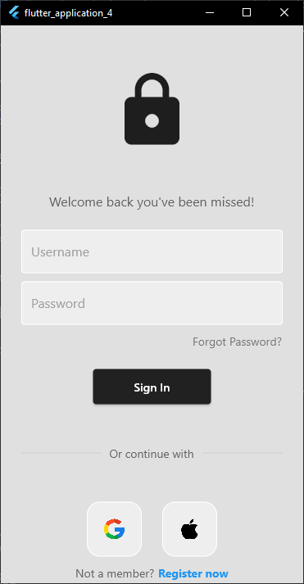 flutter_application_4
Welcome back you've been missed!
Username
Password
Forgot Password?
Sign In
Or continue with
Not a member? Register now